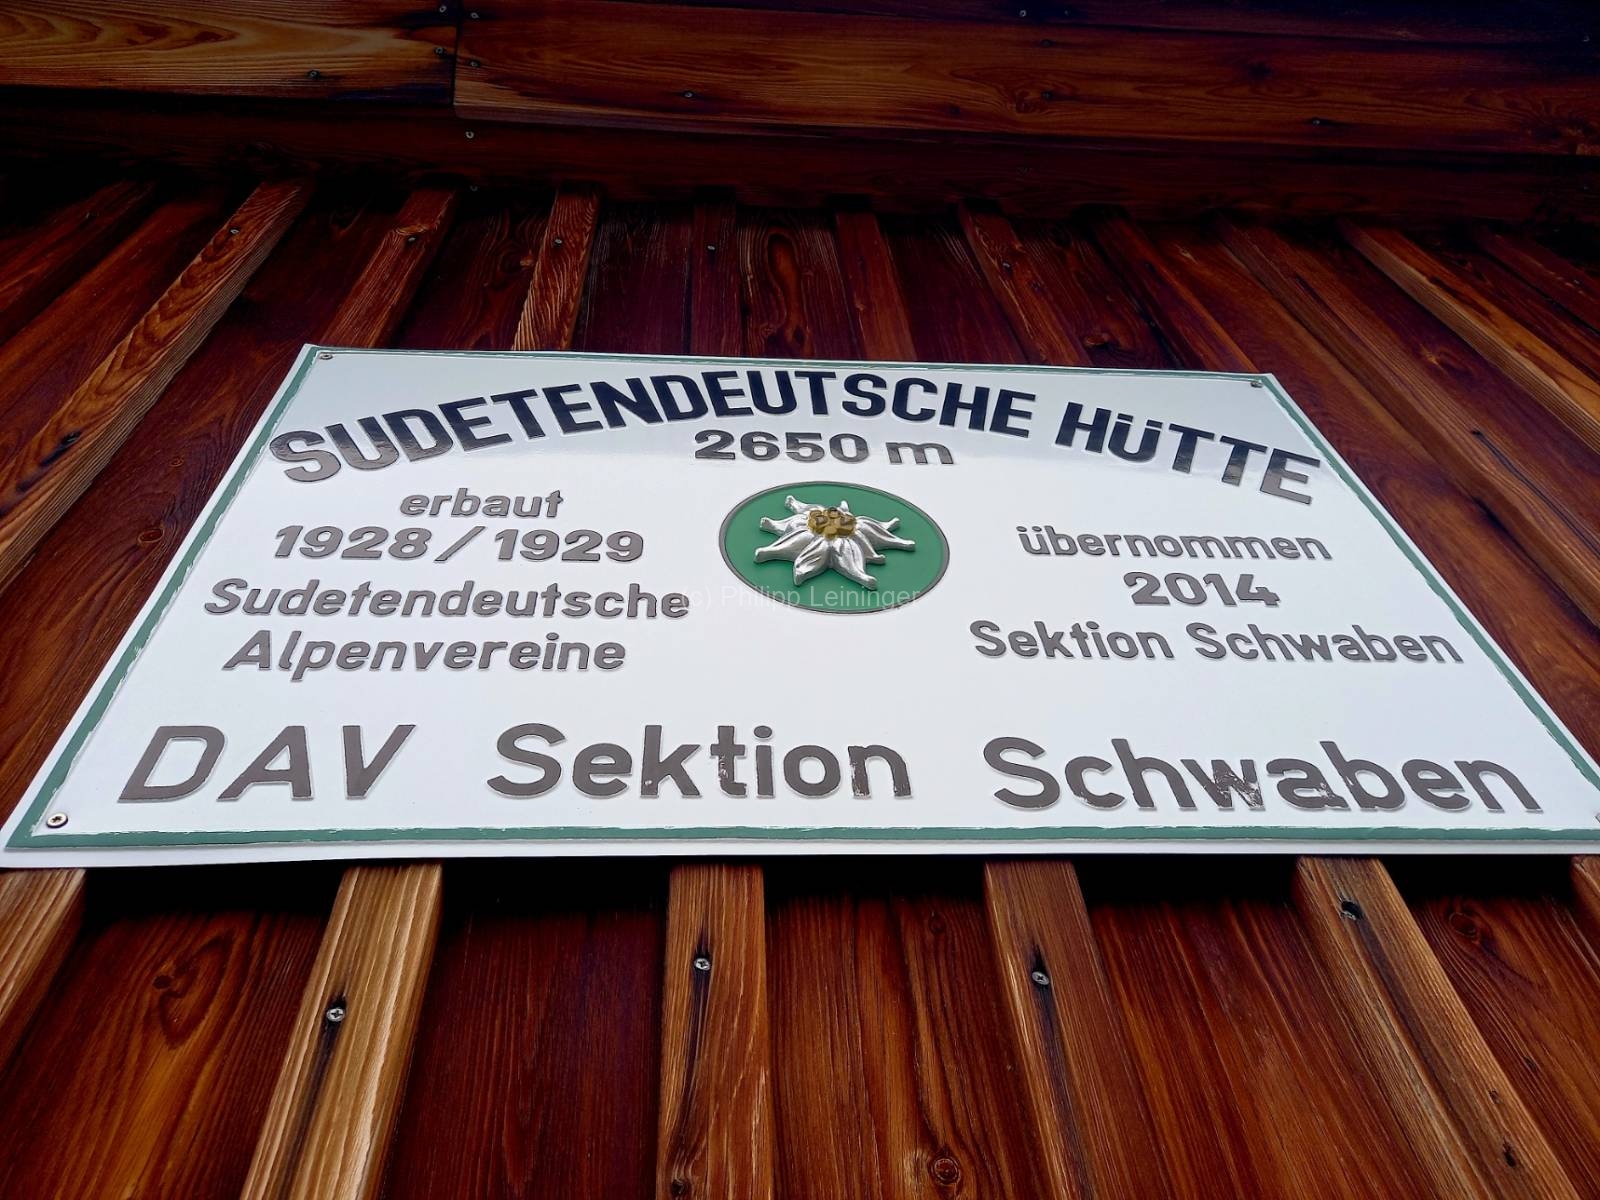 SUDETENDEUTSCHE HÜTTE
2650 m
erbaut
1928/1929
Sudetendeutsche
Alpenvereine
übernommen
2014
Sektion Schwaben
DAV Sektion Schwaben
(c) Philipp Leininger